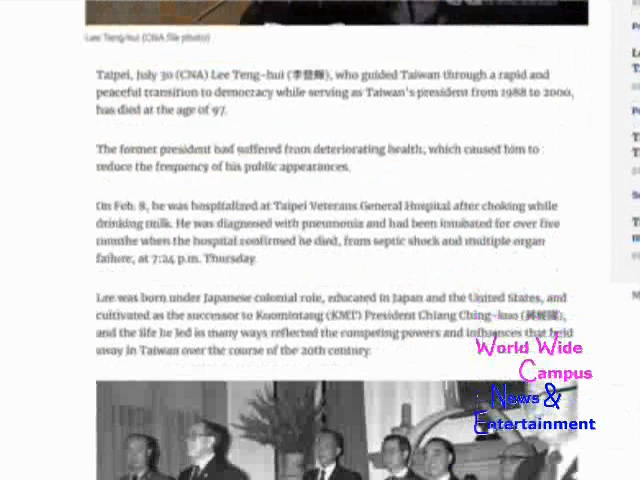 Lee Teng-hui (CNA file photo)
Taipei, July 30 (CNA) Lee Teng-hui (李登輝), who guided Taiwan through a rapid and
peaceful transition to democracy while serving as Taiwan's president from 1988 to 2000,
has died at the age of 97.
The former president had suffered from deteriorating health, which caused him to
reduce the frequency of his public appearances.
On Feb. 8, he was hospitalized at Taipei Veterans General Hospital after choking while
drinking milk. He was diagnosed with pneumonia and had been intubated for over five
months when the hospital confirmed he died, from septic shock and multiple organ
failure, at 7:24 p.m. Thursday.
Lee was born under Japanese colonial role, educated in Japan and the United States, and
cultivated as the successor to Kuomintang (KMT) President Chiang Ching-kuo (蔣經國),
and the life he led in many ways reflected the competing powers and influences that held
sway in Taiwan over the course of the 20th century.
World Wide
Campus
News &
Entertainment